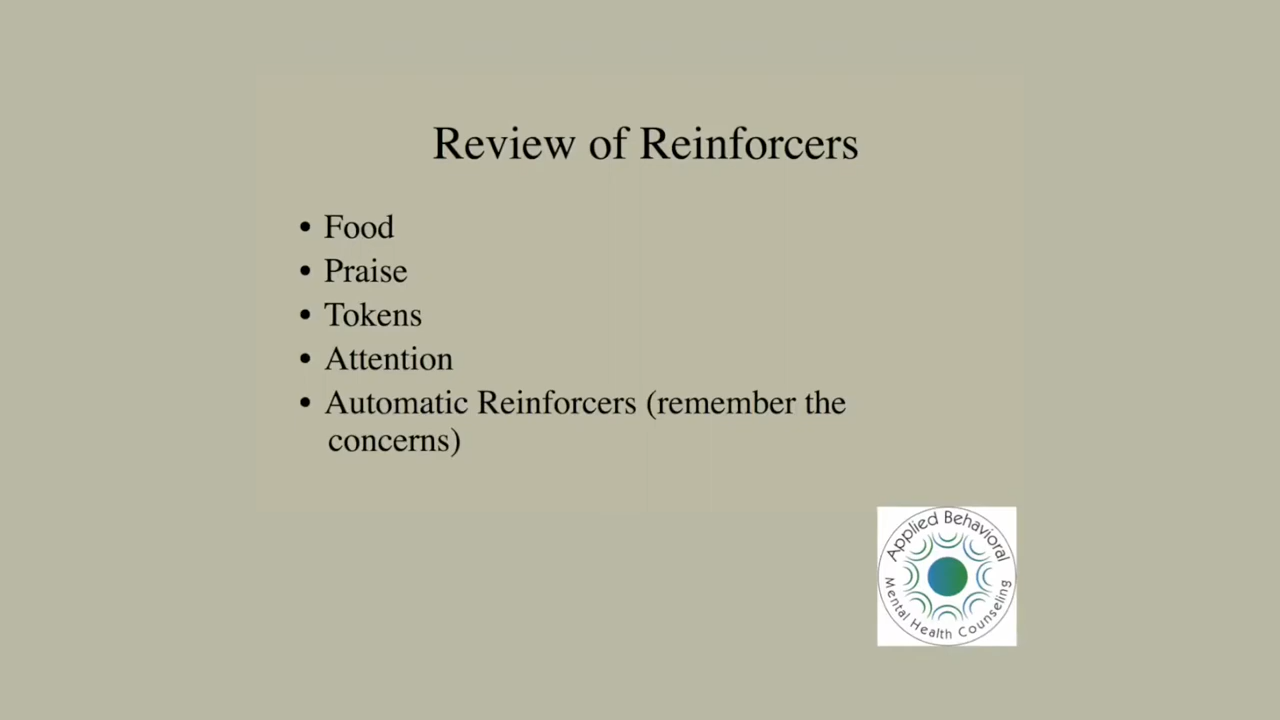 Review of Reinforcers
• Food
• Praise
• Tokens
• Attention
• Automatic Reinforcers (remember the
concerns)
Applied Behavioral
Mental Health Counseling